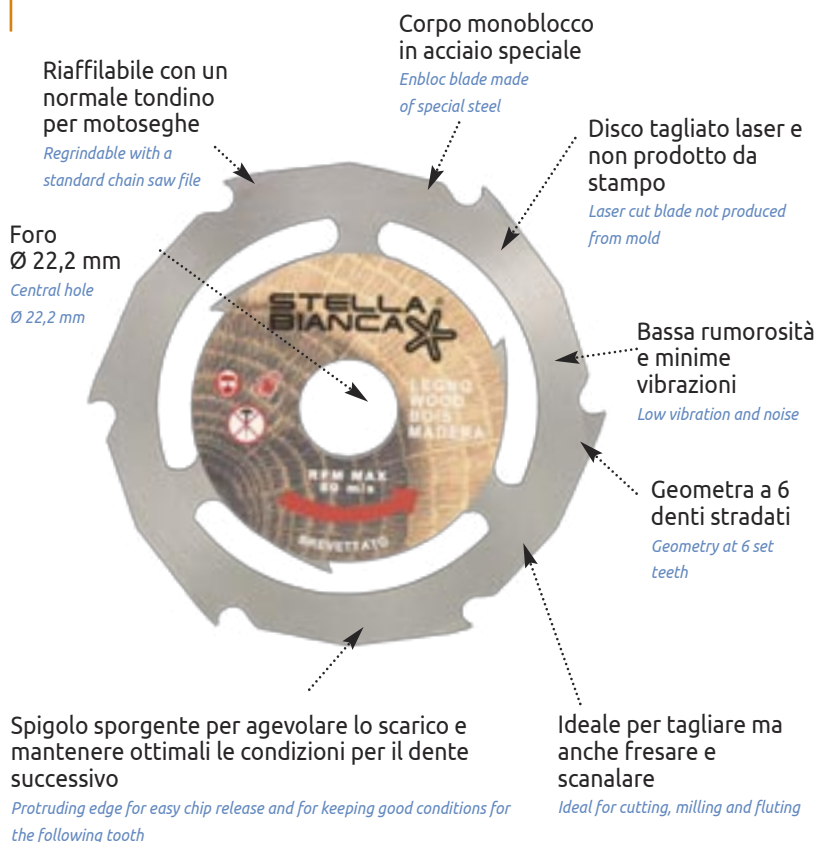 Corpo monoblocco
in acciaio speciale
Enbloc blade made
of special steel
Riaffilabile con un
normale tondino
per motoseghe
Regrindable with a
standard chain saw file
Disco tagliato laser e
non prodotto da
stampo
Laser cut blade not produced
from mold
Foro
Ø 22,2 mm
Central hole
Ø 22,2 mm
STELLA
BIANCA
LEGNO
WOOD
BOIS
MADERA
RPM MAX
80 m/s
BREVETTATO
Bassa rumorosità
e minime
vibrazioni
Low vibration and noise
Geometra a 6
denti stradati
Geometry at 6 set
teeth
Spigolo sporgente per agevolare lo scarico e
mantenere ottimali le condizioni per il dente
successivo
Protruding edge for easy chip release and for keeping good conditions for
the following tooth
Ideale per tagliare ma
anche fresare e
scanalare
Ideal for cutting, milling and fluting